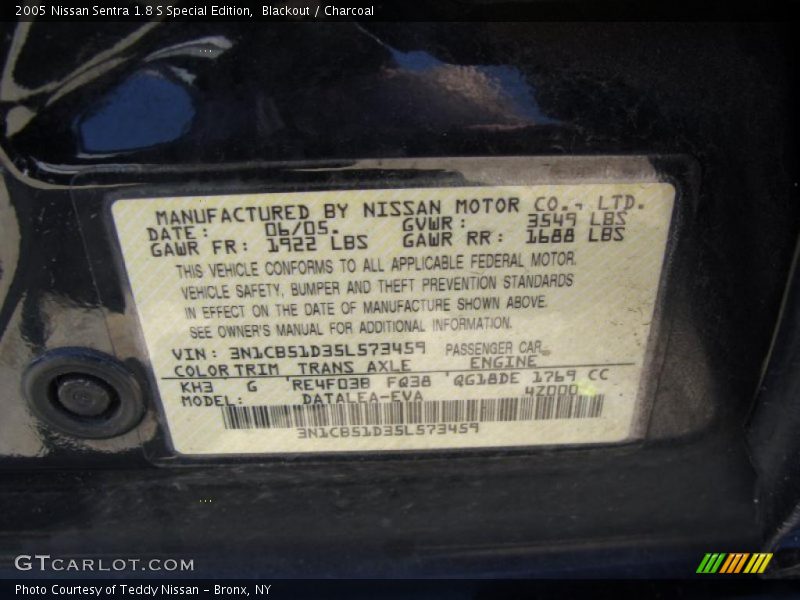 2005 Nissan Sentra 1.8 S Special Edition, Blackout / Charcoal
MANUFACTURED BY NISSAN MOTOR CO., LTD.
DATE: 06/05. GVWR: 3549 LBS
GAWR FR: 1922 LBS GAWR RR: 1688 LBS
THIS VEHICLE CONFORMS TO ALL APPLICABLE FEDERAL MOTOR
VEHICLE SAFETY, BUMPER AND THEFT PREVENTION STANDARDS
IN EFFECT ON THE DATE OF MANUFACTURE SHOWN ABOVE.
SEE OWNER'S MANUAL FOR ADDITIONAL INFORMATION.
VIN: 3N1CB51D35L573459 PASSENGER CAR
COLOR TRIM TRANS AXLE ENGINE
KH3 G RE4F03B FQ38 QG18DE 1769 CC
MODEL: DATALEA-EVA 4Z000
3N1CB51D35L573459
GTCARLOT.COM
Photo Courtesy of Teddy Nissan - Bronx, NY